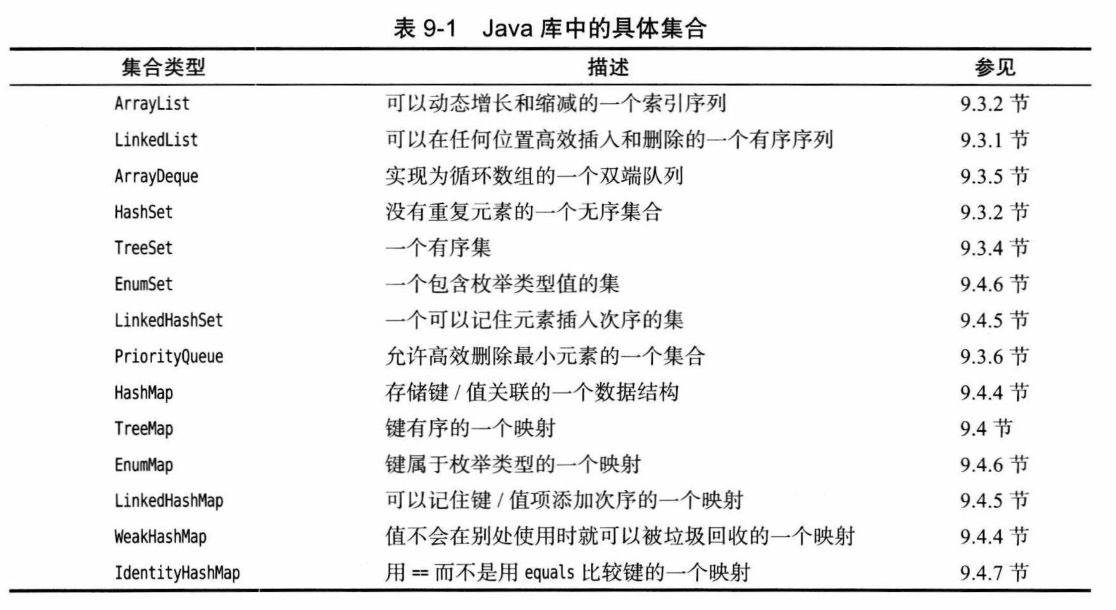 表 9-1 Java 库中的具体集合
集合类型 描述 参见
ArrayList 可以动态增长和缩减的一个索引序列 9.3.2 节
LinkedList 可以在任何位置高效插入和删除的一个有序序列 9.3.1 节
ArrayDeque 实现为循环数组的一个双端队列 9.3.5 节
HashSet 没有重复元素的一个无序集合 9.3.2 节
TreeSet 一个有序集 9.3.4 节
EnumSet 一个包含枚举类型值的集 9.4.6 节
LinkedHashSet 一个可以记住元素插入次序的集 9.4.5 节
PriorityQueue 允许高效删除最小元素的一个集合 9.3.6 节
HashMap 存储键 / 值关联的一个数据结构 9.4.4 节
TreeMap 键有序的一个映射 9.4 节
EnumMap 键属于枚举类型的一个映射 9.4.6 节
LinkedHashMap 可以记住键 / 值项添加次序的一个映射 9.4.5 节
WeakHashMap 值不会在别处使用时就可以被垃圾回收的一个映射 9.4.4 节
IdentityHashMap 用 == 而不是用 equals 比较键的一个映射 9.4.7 节